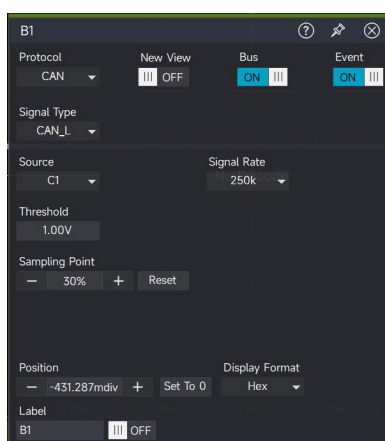 B1
Protocol New View Bus Event
CAN OFF ON ON
Signal Type
CAN_L
Source Signal Rate
C1 250k
Threshold
1.00V
Sampling Point
− 30% + Reset
Position Display Format
− -431.287mdiv + Set To 0 Hex
Label
B1 OFF